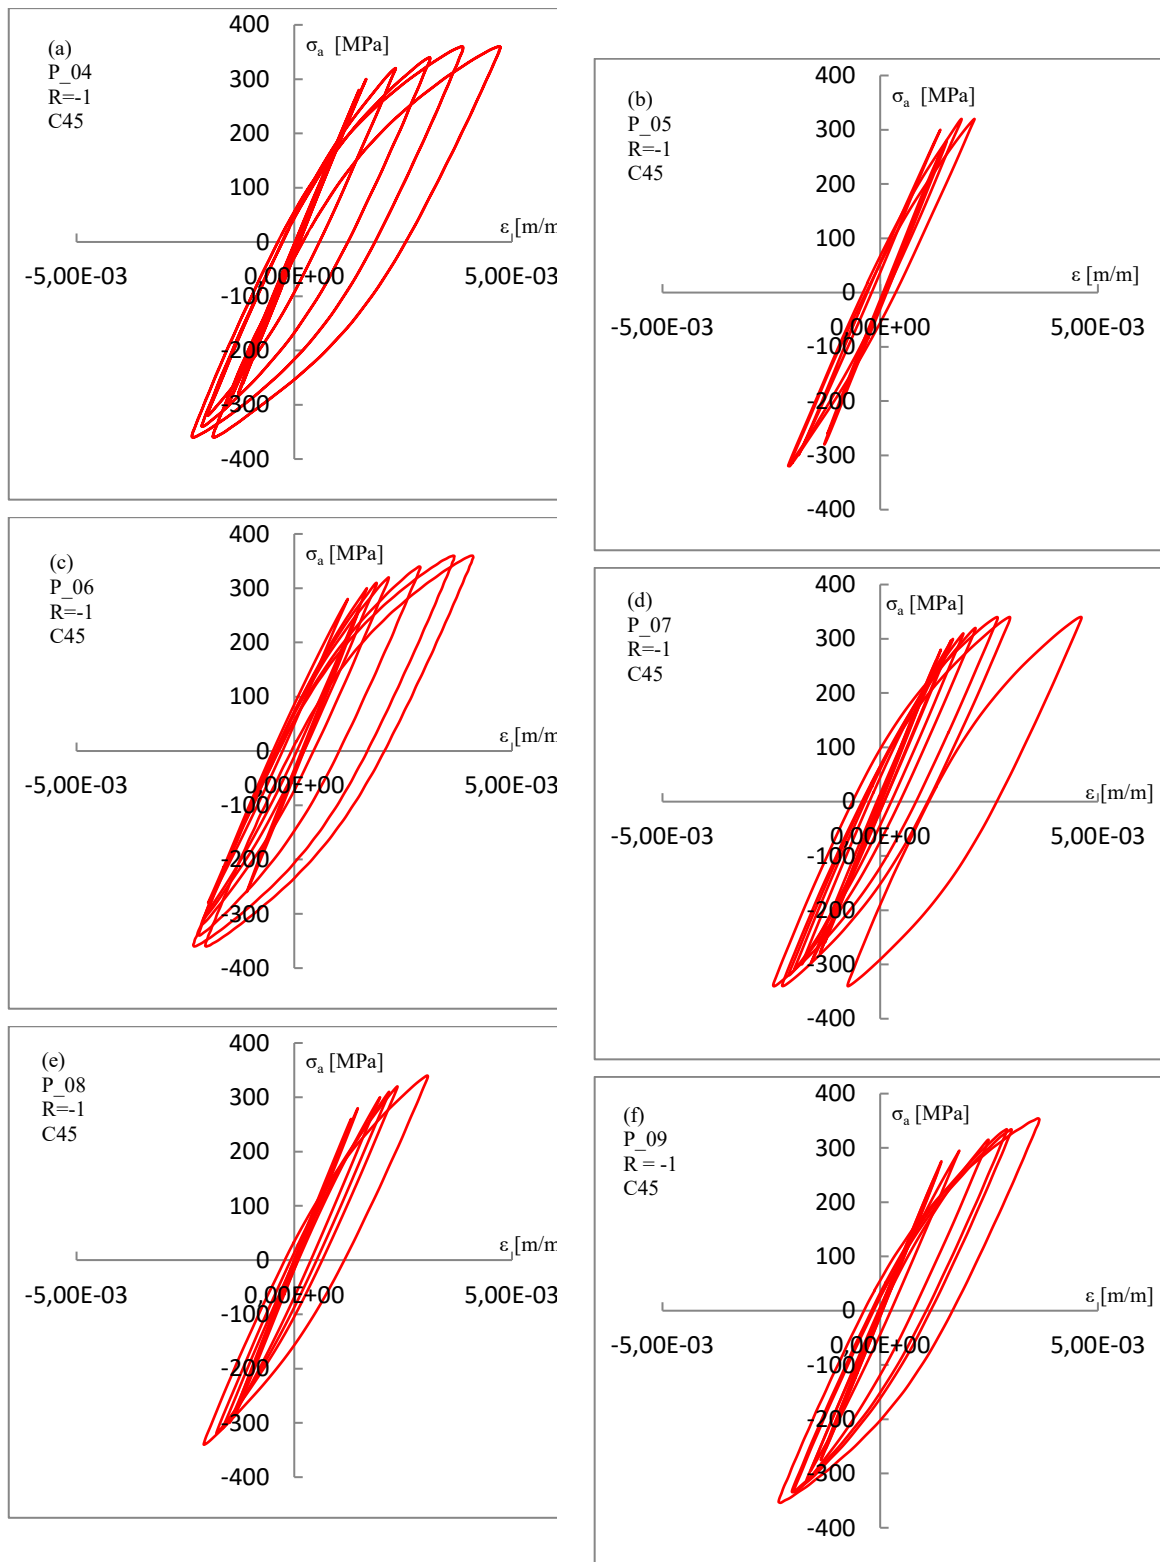 (a)
P_04
R=-1
C45
σa [MPa]
400
300
200
100
0
-100
-200
-300
-400
-5,00E-03
0,00E+00
5,00E-03
ε [m/m
(b)
P_05
R=-1
C45
σa [MPa]
400
300
200
100
0
-100
-200
-300
-400
-5,00E-03
0,00E+00
5,00E-03
ε [m/m]
(c)
P_06
R=-1
C45
σa [MPa]
400
300
200
100
0
-100
-200
-300
-400
-5,00E-03
0,00E+00
5,00E-03
ε [m/m
(d)
P_07
R=-1
C45
σa [MPa]
400
300
200
100
0
-100
-200
-300
-400
-5,00E-03
0,00E+00
5,00E-03
ε [m/m]
(e)
P_08
R=-1
C45
σa [MPa]
400
300
200
100
0
-100
-200
-300
-400
-5,00E-03
0,00E+00
5,00E-03
ε [m/m
(f)
P_09
R = -1
C45
σa [MPa]
400
300
200
100
0
-100
-200
-300
-400
-5,00E-03
0,00E+00
5,00E-03
ε [m/m]